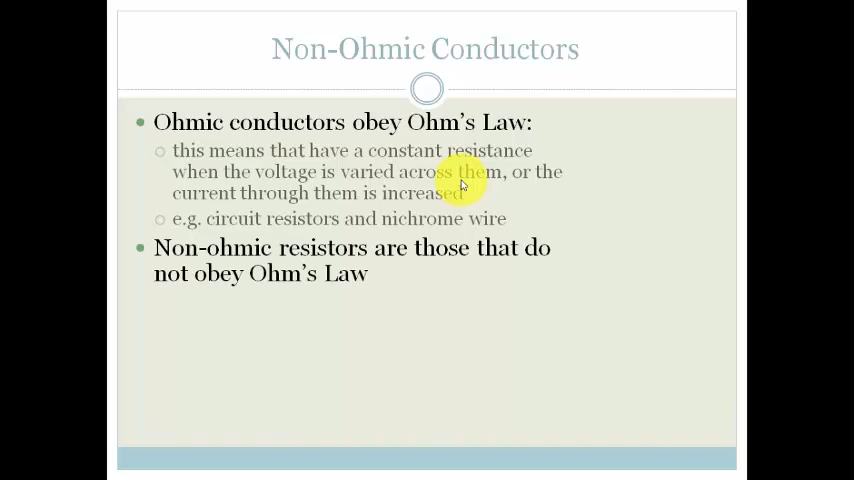 Non-Ohmic Conductors
Ohmic conductors obey Ohm's Law:
this means that have a constant resistance
when the voltage is varied across them, or the
current through them is increased
e.g. circuit resistors and nichrome wire
Non-ohmic resistors are those that do
not obey Ohm's Law